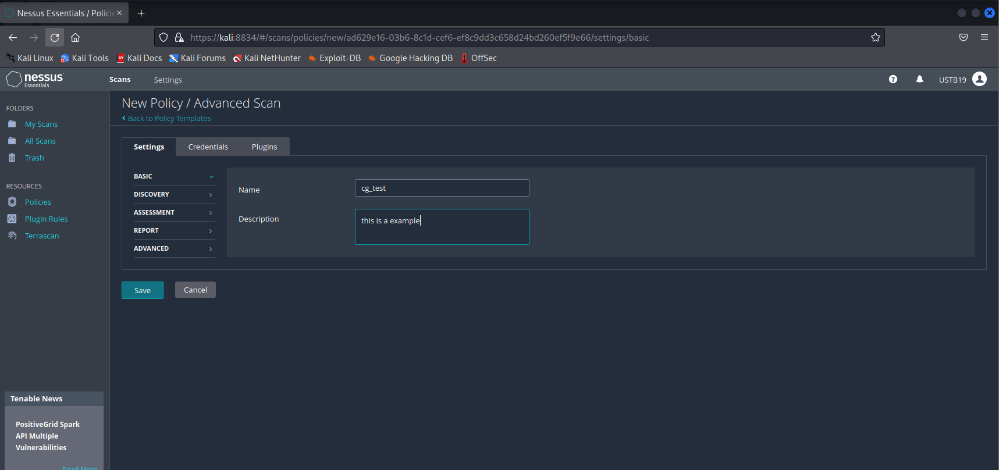 Nessus Essentials / Policie
https://kali:8834/#/scans/policies/new/ad629e16-03b6-8c1d-cef6-ef8c9dd3c658d24bd260ef5f9e66/settings/basic
Kali Linux Kali Tools Kali Docs Kali Forums Kali NetHunter Exploit-DB Google Hacking DB OffSec
nessus
Essentials
Scans Settings USTB19
New Policy / Advanced Scan
Back to Policy Templates
FOLDERS
My Scans
All Scans
Trash
RESOURCES
Policies
Plugin Rules
Terrascan
Settings Credentials Plugins
BASIC
DISCOVERY
ASSESSMENT
REPORT
ADVANCED
Name cg_test
Description this is a example
Save Cancel
Tenable News
PositiveGrid Spark
API Multiple
Vulnerabilities
Read More